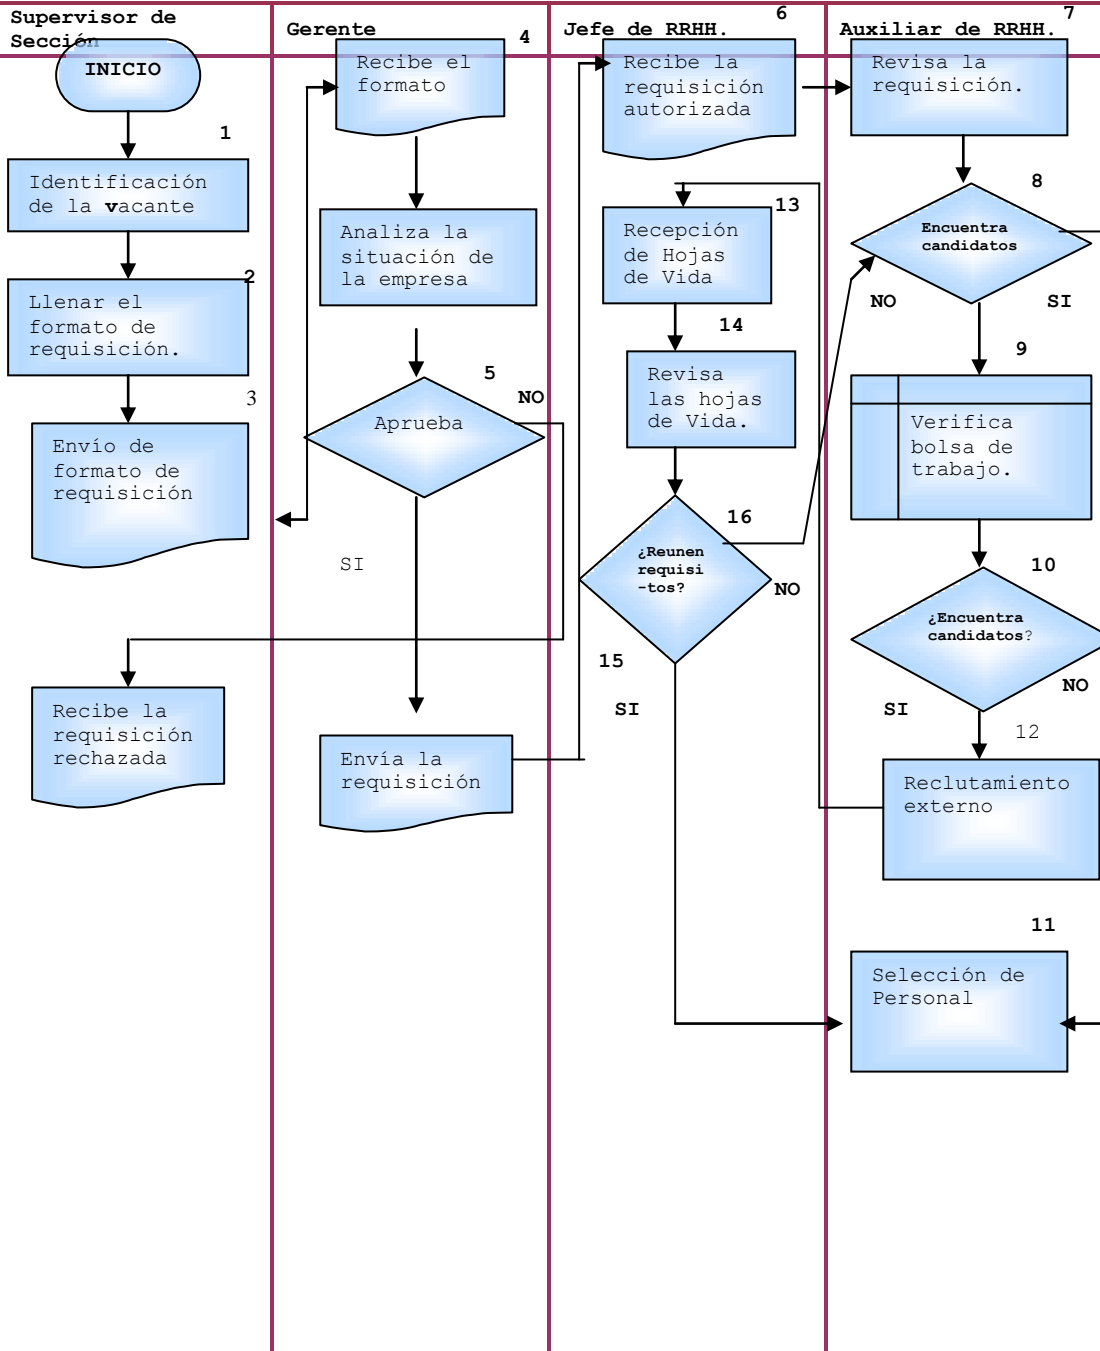 Supervisor de
Sección
INICIO
1
Identificación
de la vacante
2
Llenar el
formato de
requisición.
3
Envío de
formato de
requisición
Recibe la
requisición
rechazada
Gerente
4
Recibe el
formato
Analiza la
situación de
la empresa
5
NO
Aprueba
SI
Envía la
requisición
Jefe de RRHH.
6
Recibe la
requisición
autorizada
13
Recepción
de Hojas
de Vida
14
Revisa
las hojas
de Vida.
16
¿Reunen
requisi
-tos?
NO
15
SI
Auxiliar de RRHH.
7
Revisa la
requisición.
8
Encuentra
candidatos
NO
SI
9
Verifica
bolsa de
trabajo.
10
¿Encuentra
candidatos?
NO
SI
12
Reclutamiento
externo
11
Selección de
Personal